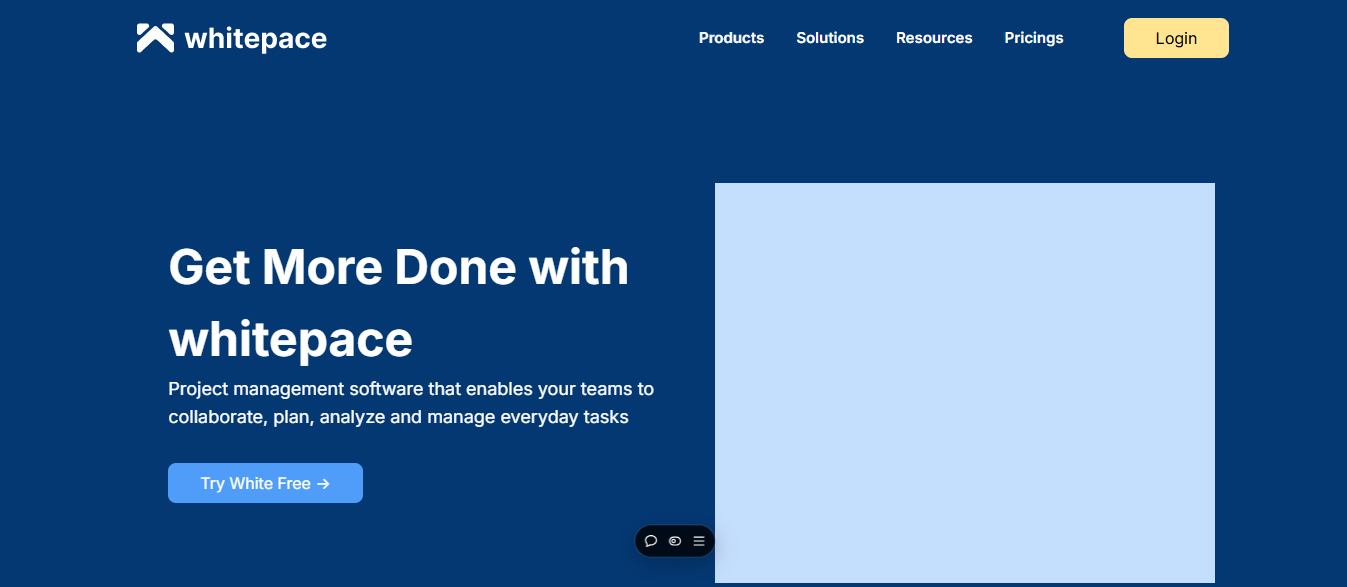 whitepace
Products Solutions Resources Pricings Login
Get More Done with
whitepace
Project management software that enables your teams to
collaborate, plan, analyze and manage everyday tasks
Try White Free →